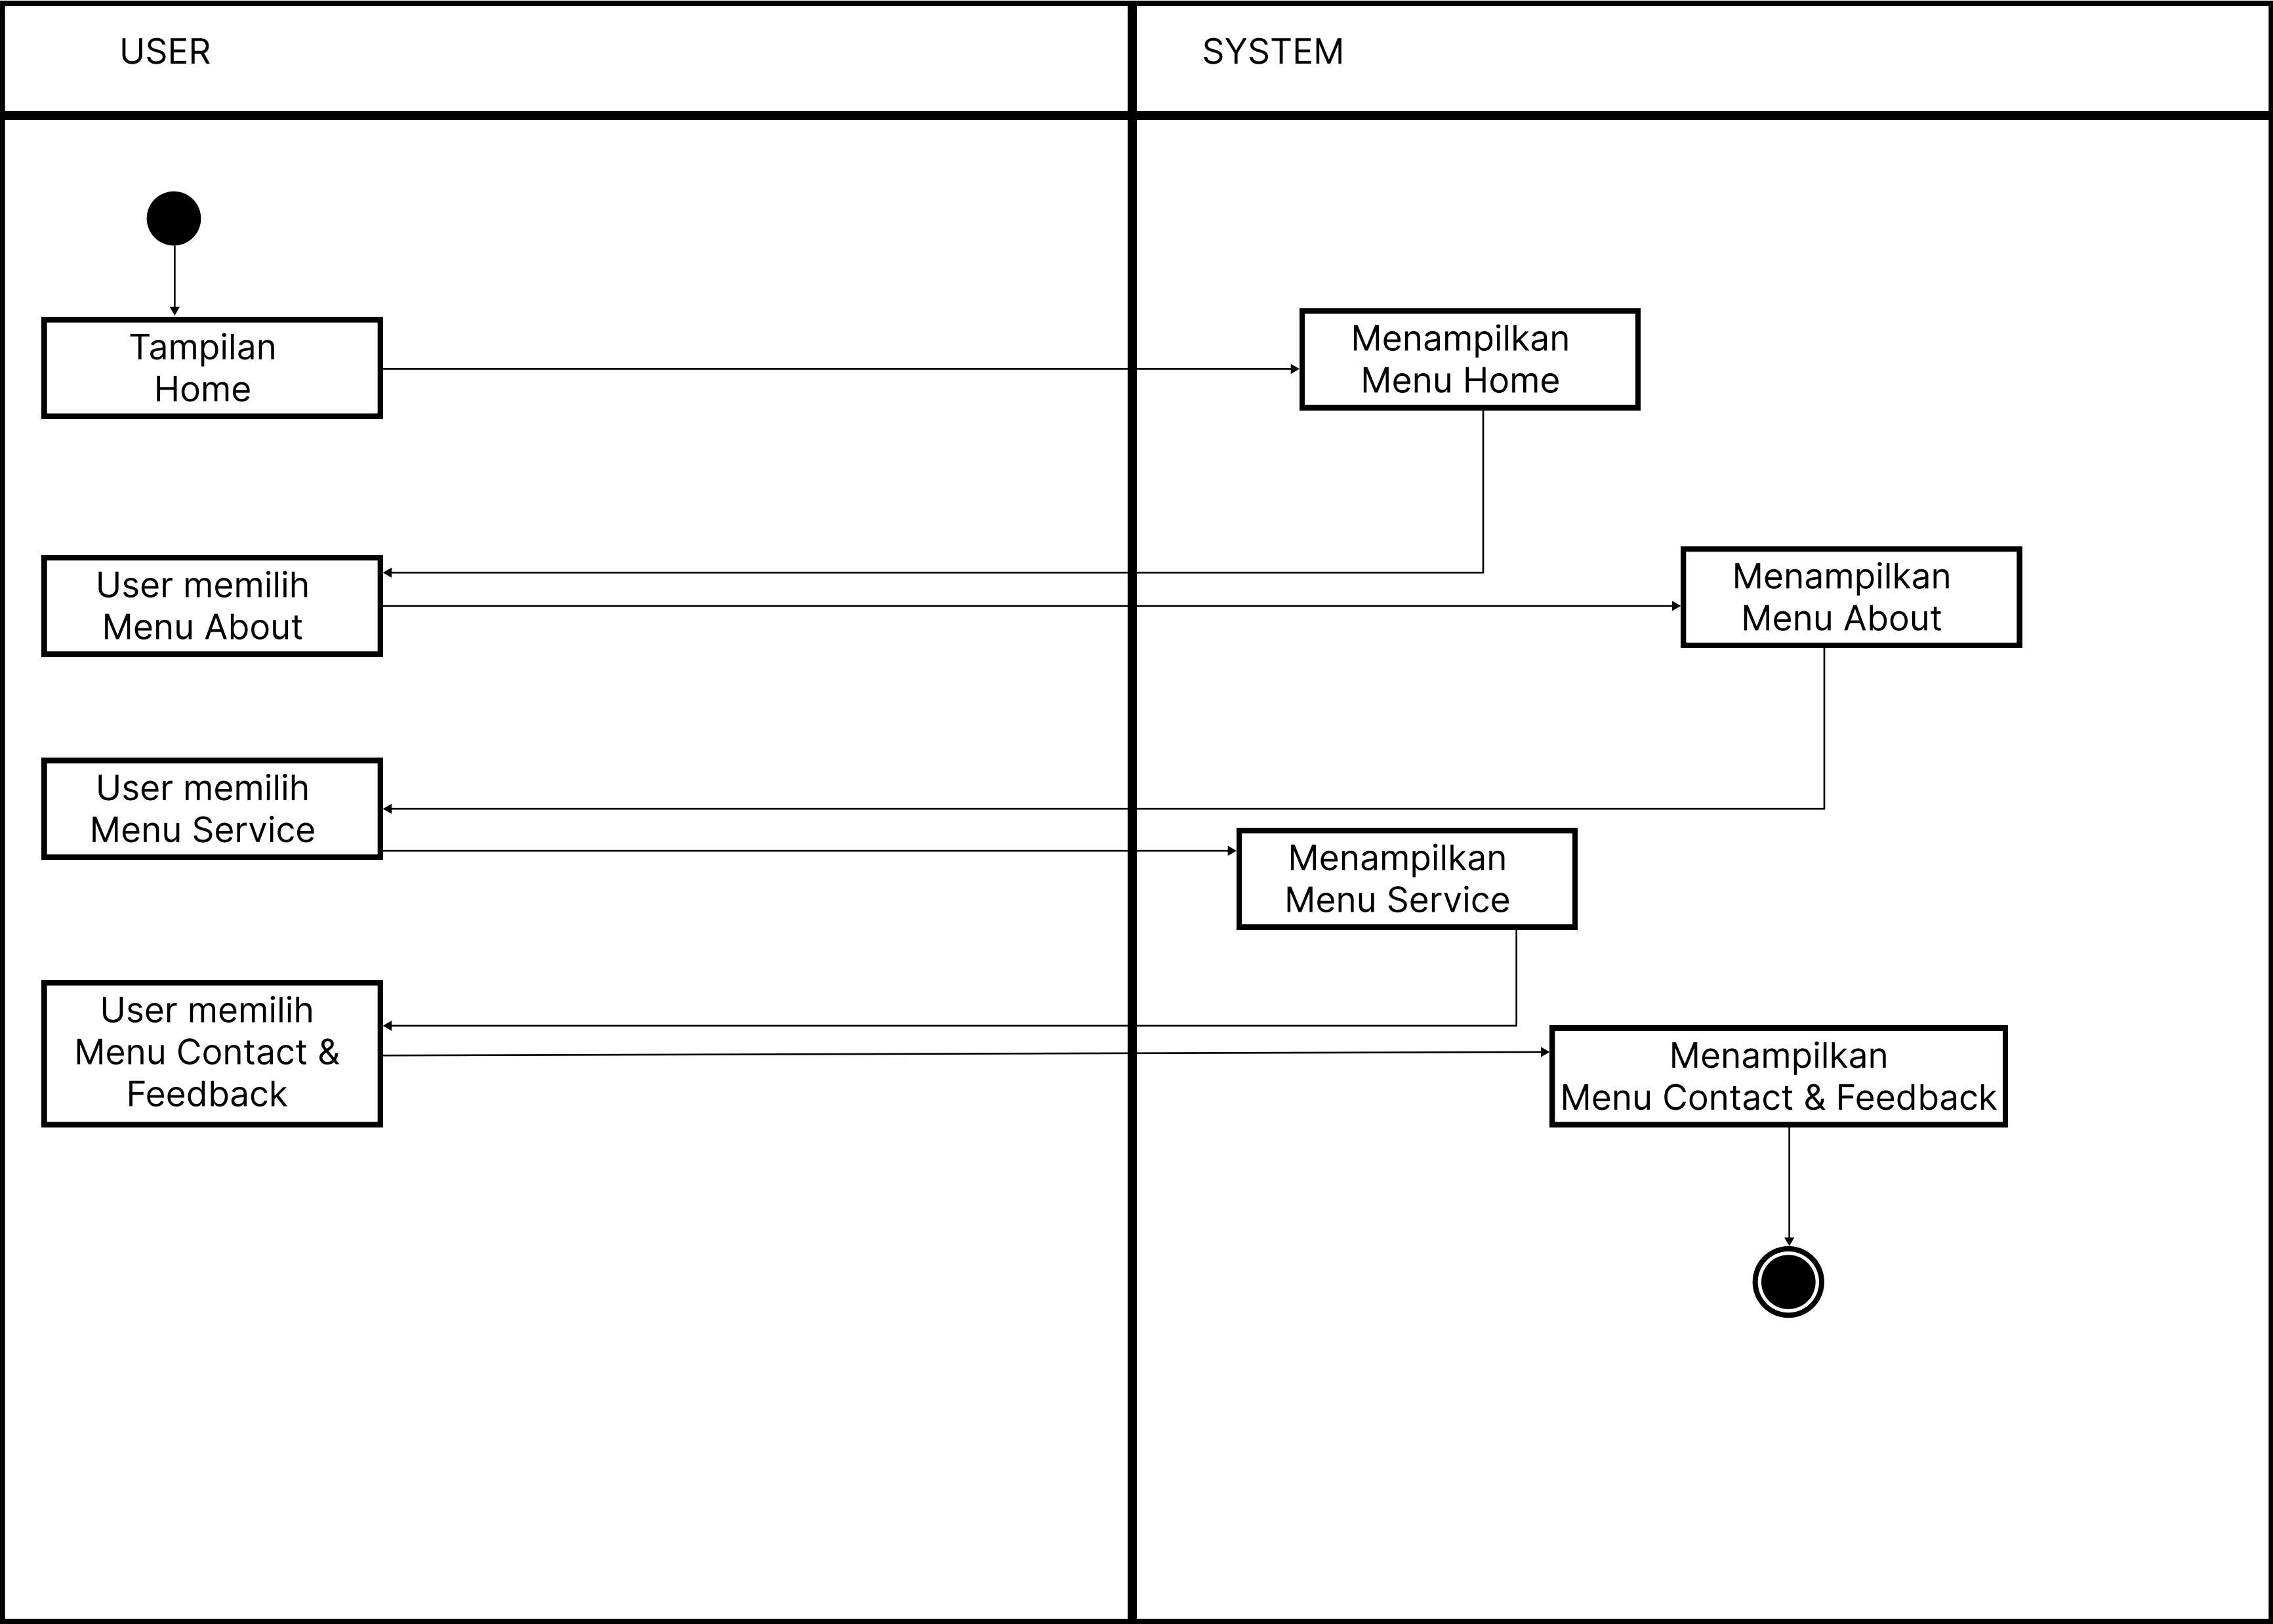 USER
SYSTEM
Tampilan
Home
Menampilkan
Menu Home
User memilih
Menu About
Menampilkan
Menu About
User memilih
Menu Service
Menampilkan
Menu Service
User memilih
Menu Contact &
Feedback
Menampilkan
Menu Contact & Feedback